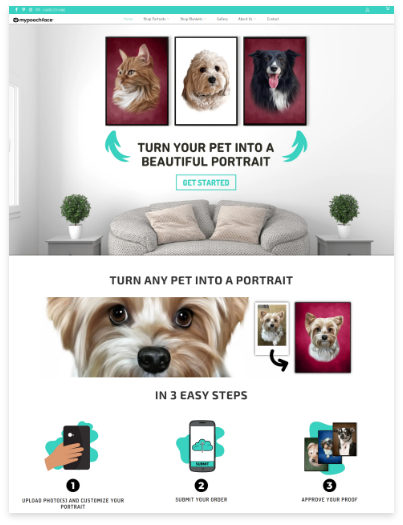 mypoochface
Home Shop Portraits Shop Blankets Gallery About Us Contact
TURN YOUR PET INTO A
BEAUTIFUL PORTRAIT
GET STARTED
TURN ANY PET INTO A PORTRAIT
IN 3 EASY STEPS
SUBMIT
1
2
3
UPLOAD PHOTO(S) AND CUSTOMIZE YOUR
PORTRAIT
SUBMIT YOUR ORDER
APPROVE YOUR PROOF